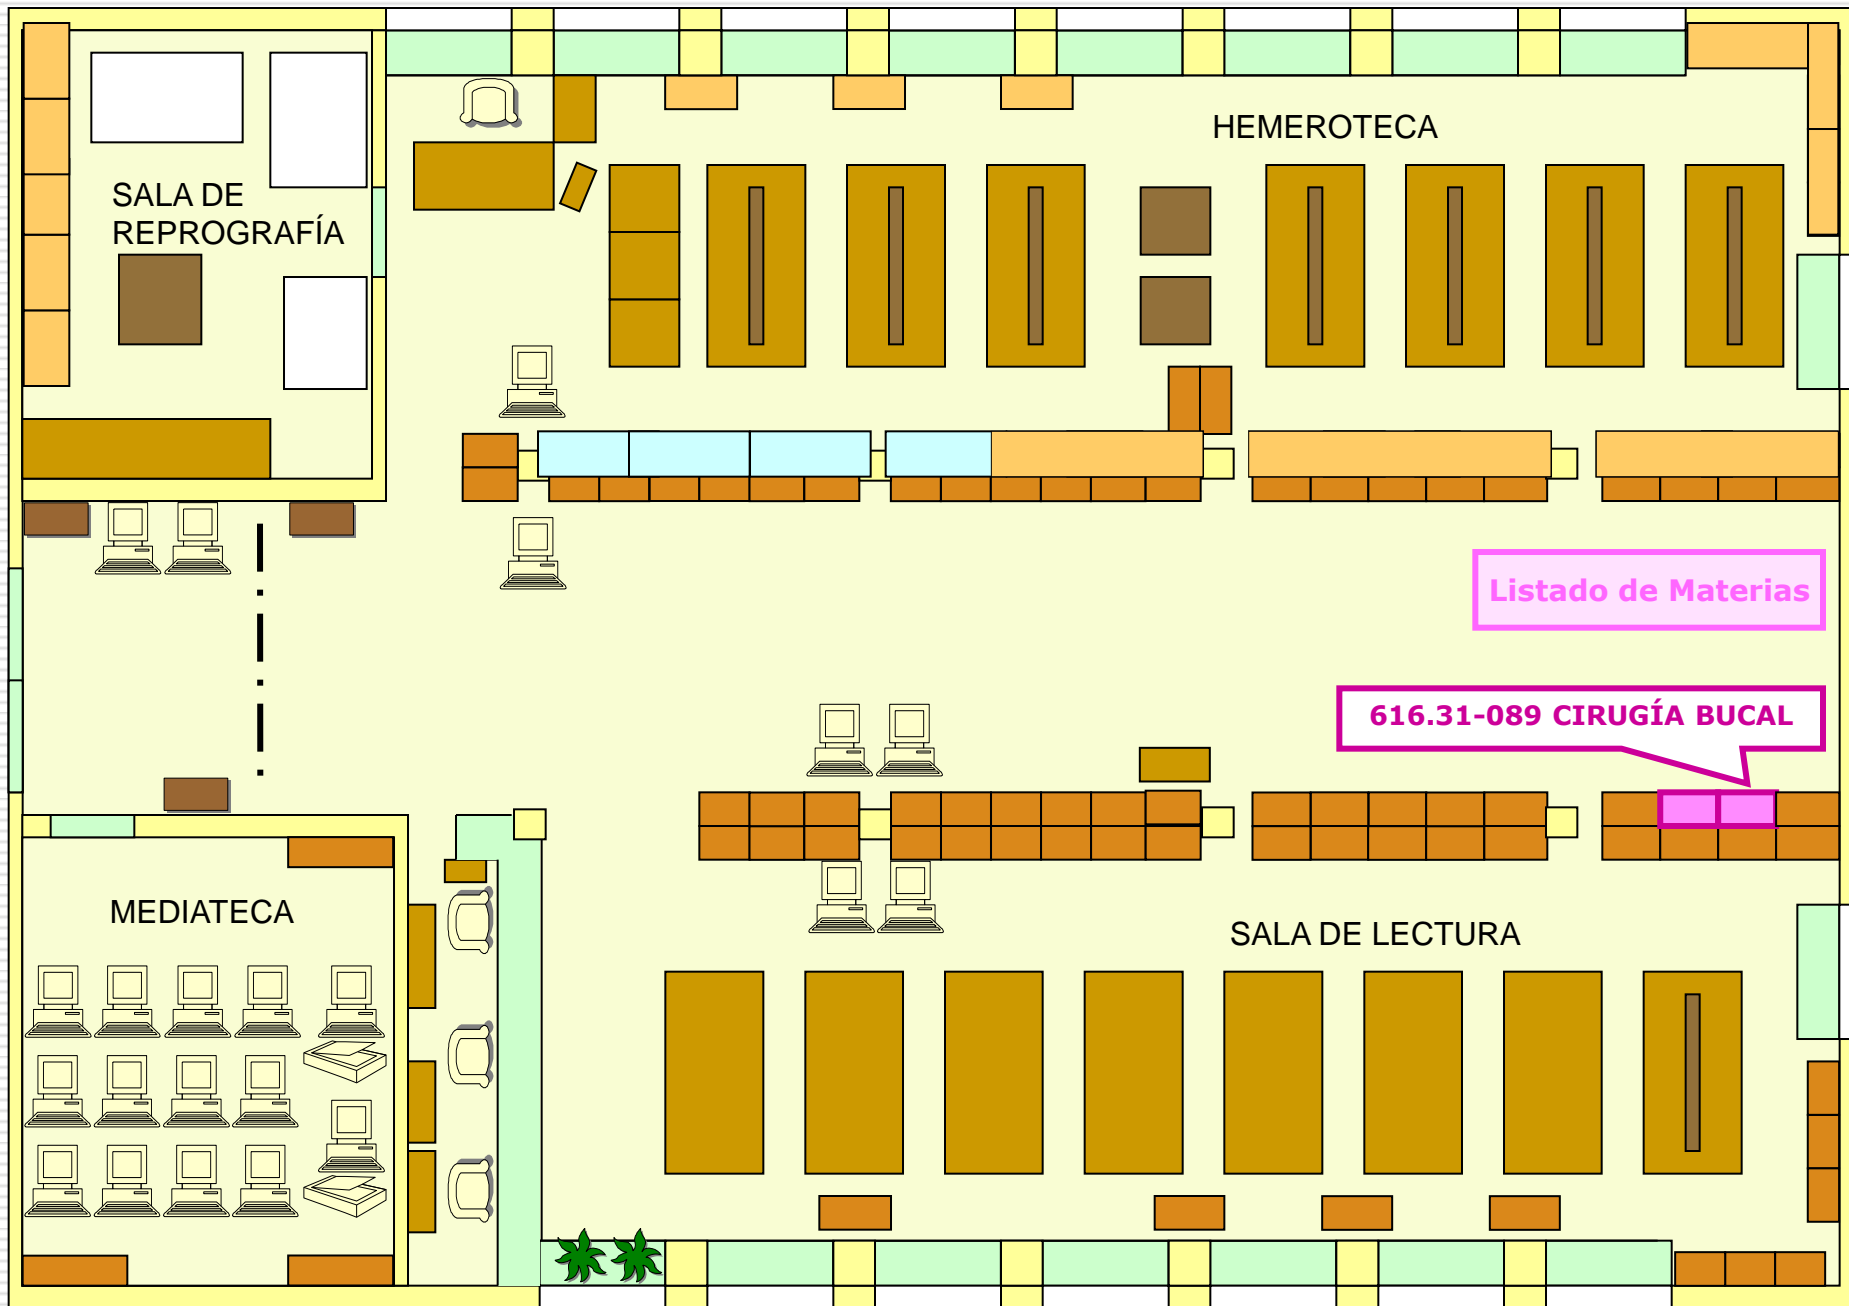 HEMEROTECA
SALA DE
REPROGRAFÍA
Listado de Materias
616.31-089 CIRUGÍA BUCAL
MEDIATECA
SALA DE LECTURA